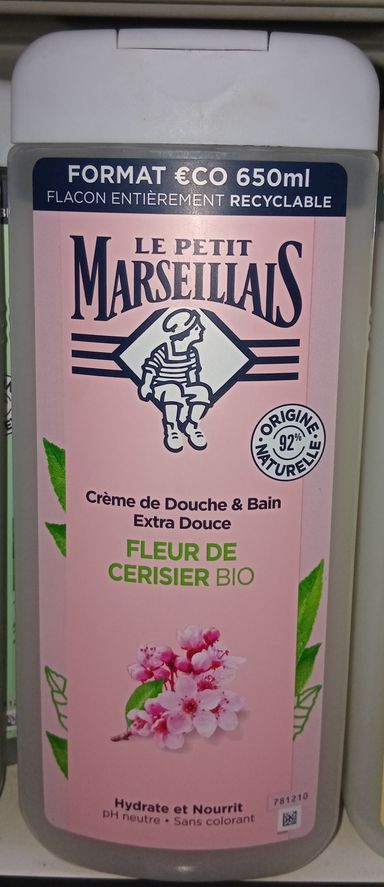 FORMAT €CO 650ml
FLACON ENTIÈREMENT RECYCLABLE
LE PETIT
MARSEILLAIS
ORIGINE
92%
NATURELLE
Crème de Douche & Bain
Extra Douce
FLEUR DE
CERISIER BIO
Hydrate et Nourrit
pH neutre • Sans colorant
781210